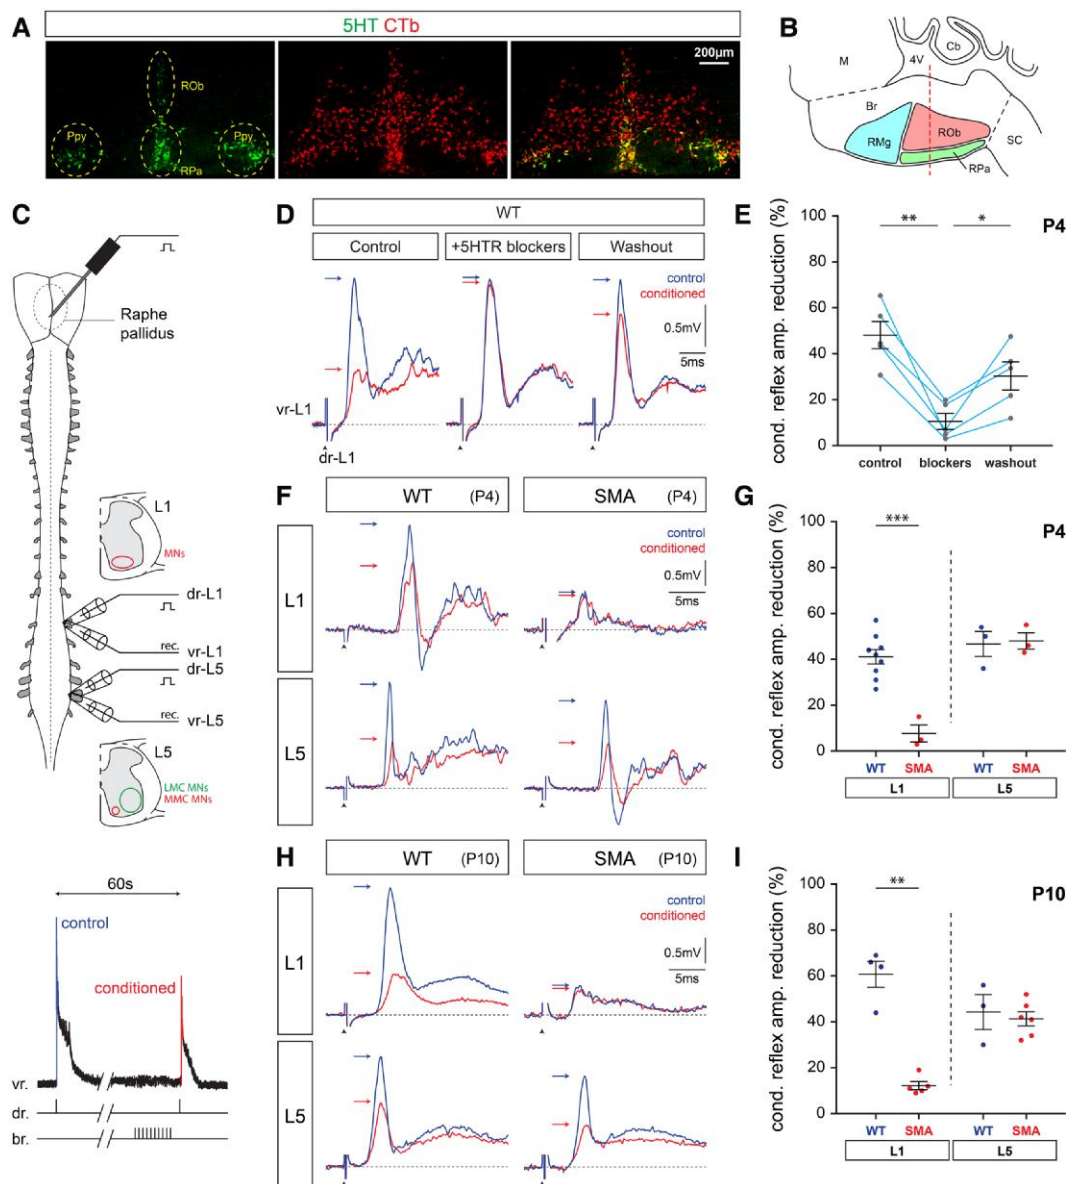 A
5HT CTb
200μm
ROb
Ppy
Ppy
RPa
B
M
4V
Cb
Br
RMg
ROb
SC
RPa
C
Raphe
pallidus
L1
MNs
dr-L1
rec.
vr-L1
dr-L5
rec.
vr-L5
L5
LMC MNs
MMC MNs
60s
control
conditioned
vr.
dr.
br.
D
WT
Control
+5HTR blockers
Washout
control
conditioned
0.5mV
5ms
vr-L1
dr-L1
E
P4
cond. reflex amp. reduction (%)
100
80
60
40
20
0
** *
control blockers washout
F
WT (P4)
SMA (P4)
L1
L5
control
conditioned
0.5mV
5ms
G
P4
cond. reflex amp. reduction (%)
100
80
60
40
20
0
***
WT SMA WT SMA
L1 L5
H
WT (P10)
SMA (P10)
L1
L5
control
conditioned
0.5mV
5ms
I
P10
cond. reflex amp. reduction (%)
100
80
60
40
20
0
**
WT SMA WT SMA
L1 L5